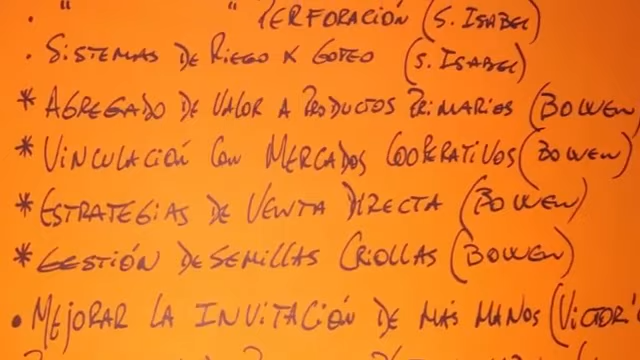 . " " PERFORACIÓN (S. ISABEL)
. SISTEMAS DE RIEGO X GOTEO (S. ISABEL)
* AGREGADO DE VALOR A PRODUCTOS PRIMARIOS (BOWEN)
* VINCULACIÓN CON MERCADOS COOPERATIVOS (BOWEN)
* ESTRATEGIAS DE VENTA DIRECTA (BOWEN)
* GESTIÓN DE SEMILLAS CRIOLLAS (BOWEN)
• MEJORAR LA INVITACIÓN DE MÁS MANOS (VICTOR